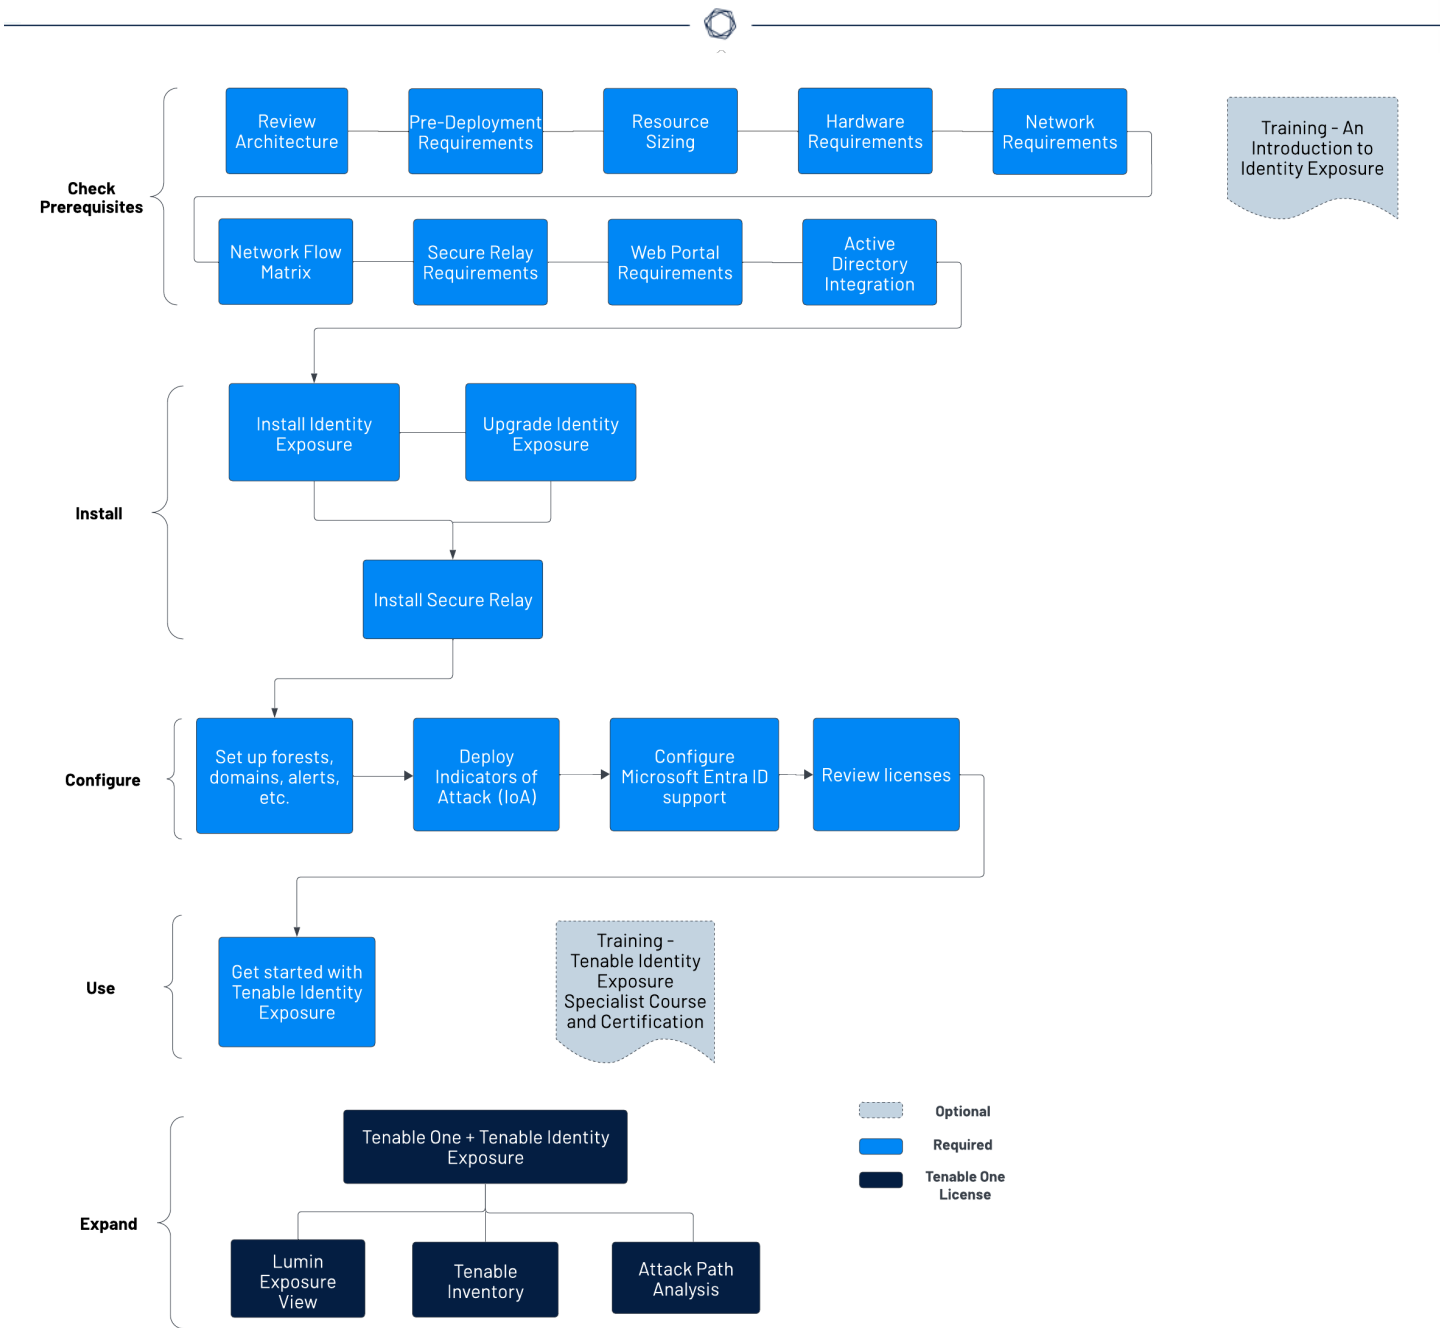 Review
Architecture
Pre-Deployment
Requirements
Resource
Sizing
Hardware
Requirements
Network
Requirements
Training - An
Introduction to
Identity Exposure
Check
Prerequisites
Network Flow
Matrix
Secure Relay
Requirements
Web Portal
Requirements
Active
Directory
Integration
Install Identity
Exposure
Upgrade Identity
Exposure
Install
Install Secure Relay
Configure
Set up forests,
domains, alerts,
etc.
Deploy
Indicators of
Attack (IoA)
Configure
Microsoft Entra ID
support
Review licenses
Use
Get started with
Tenable Identity
Exposure
Training -
Tenable Identity
Exposure
Specialist Course
and Certification
Optional
Required
Tenable One
License
Expand
Tenable One + Tenable Identity
Exposure
Lumin
Exposure
View
Tenable
Inventory
Attack Path
Analysis